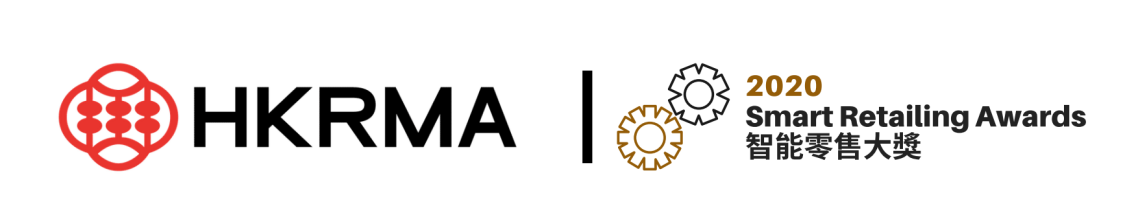 HKRMA
2020
Smart Retailing Awards
智能零售大獎